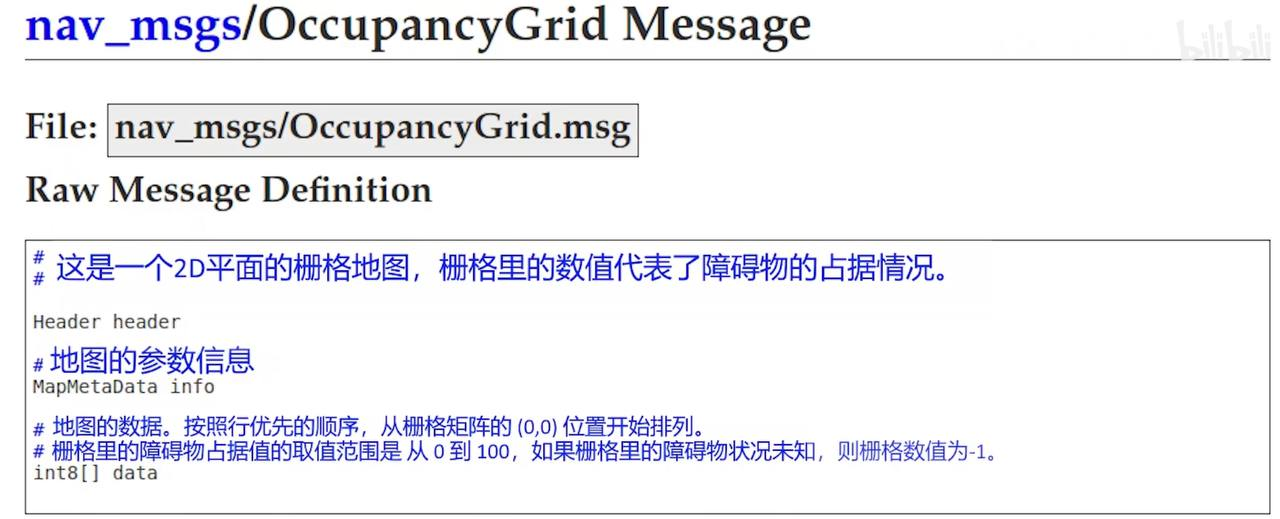 nav_msgs/OccupancyGrid Message
bilibili
File: nav_msgs/OccupancyGrid.msg
Raw Message Definition
#
# 这是一个2D平面的栅格地图，栅格里的数值代表了障碍物的占据情况。
Header header
# 地图的参数信息
MapMetaData info
# 地图的数据。按照行优先的顺序，从栅格矩阵的 (0,0) 位置开始排列。
# 栅格里的障碍物占据值的取值范围是 从 0 到 100，如果栅格里的障碍物状况未知，则栅格数值为-1。
int8[] data